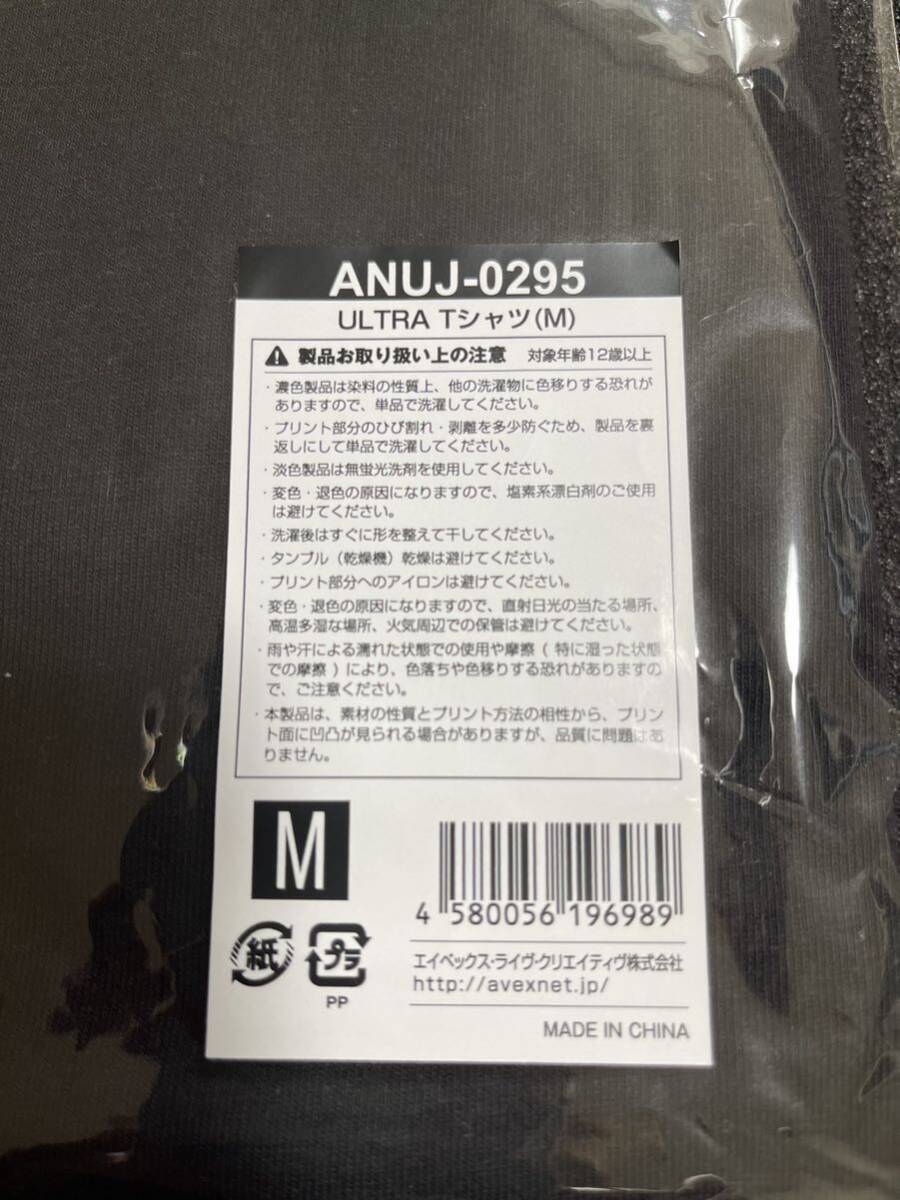 ANUJ-0295
ULTRA Tシャツ(M)
製品お取り扱い上の注意 対象年齢12歳以上
・濃色製品は染料の性質上、他の洗濯物に色移りする恐れが
ありますので、単品で洗濯してください。
・プリント部分のひび割れ・剥離を多少防ぐため、製品を裏
返しにして単品で洗濯してください。
・淡色製品は無蛍光洗剤を使用してください。
・変色・退色の原因になりますので、塩素系漂白剤のご使用
は避けてください。
・洗濯後はすぐに形を整えて干してください。
・タンブル（乾燥機）乾燥は避けてください。
・プリント部分へのアイロンは避けてください。
・変色・退色の原因になりますので、直射日光の当たる場所、
高温多湿な場所、火気周辺での保管は避けてください。
・雨や汗による濡れた状態での使用や摩擦 ( 特に湿った状態
での摩擦 ) により、色落ちや色移りする恐れがありますの
で、ご注意ください。
・本製品は、素材の性質とプリント方法の相性から、プリン
ト面に凹凸が見られる場合がありますが、品質に問題はあ
りません。
M
4 580056 196989
紙
プラ
PP
エイベックス・ライヴ・クリエイティヴ株式会社
http://avexnet.jp/
MADE IN CHINA